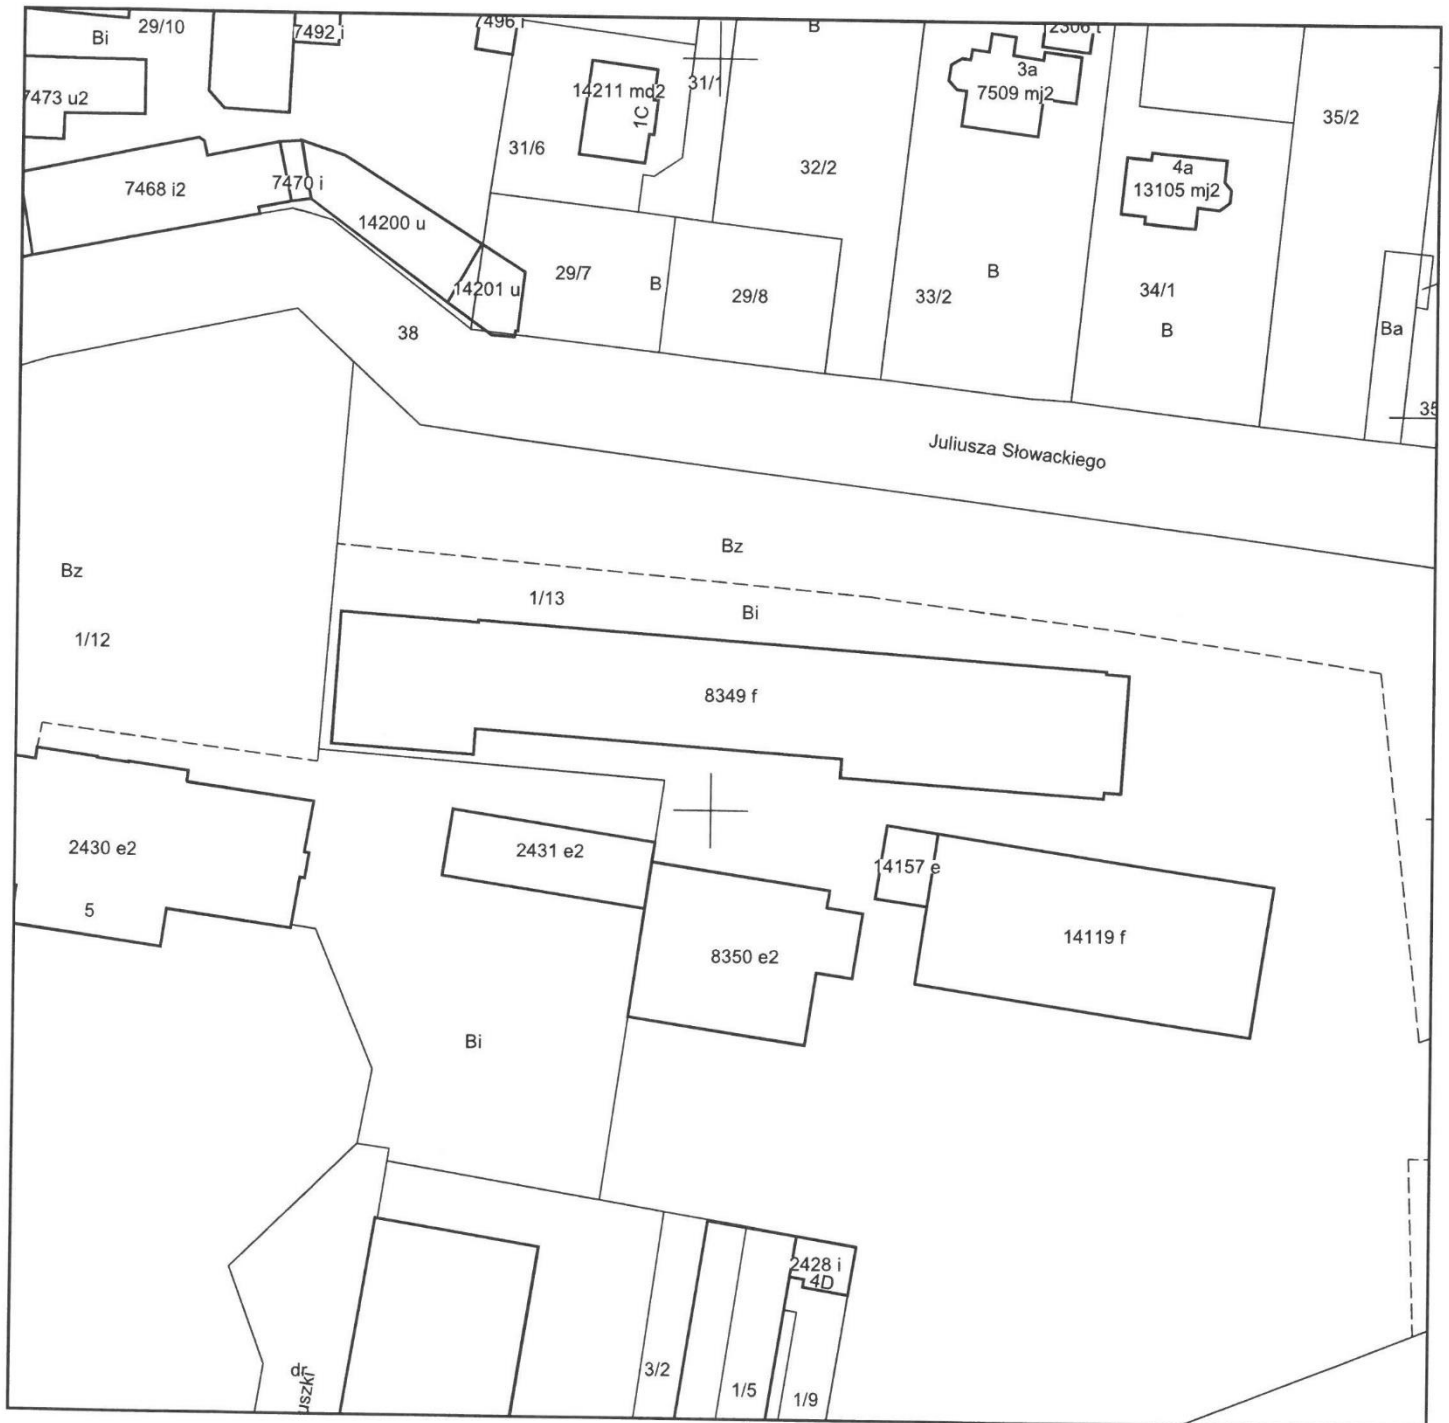 29/10
Bi
7492 i
7496 i
B
2306 t
14211 md2
1C
31/1
3a
7509 mj2
7473 u2
35/2
31/6
32/2
4a
13105 mj2
7468 i2
7470 i
14200 u
29/7
B
29/8
14201 u
B
33/2
34/1
B
Ba
38
35
Juliusza Słowackiego
Bz
Bz
1/13
Bi
1/12
8349 f
2430 e2
5
2431 e2
14157 e
14119 f
8350 e2
Bi
2428 i
4D
dr
uszki
3/2
1/5
1/9